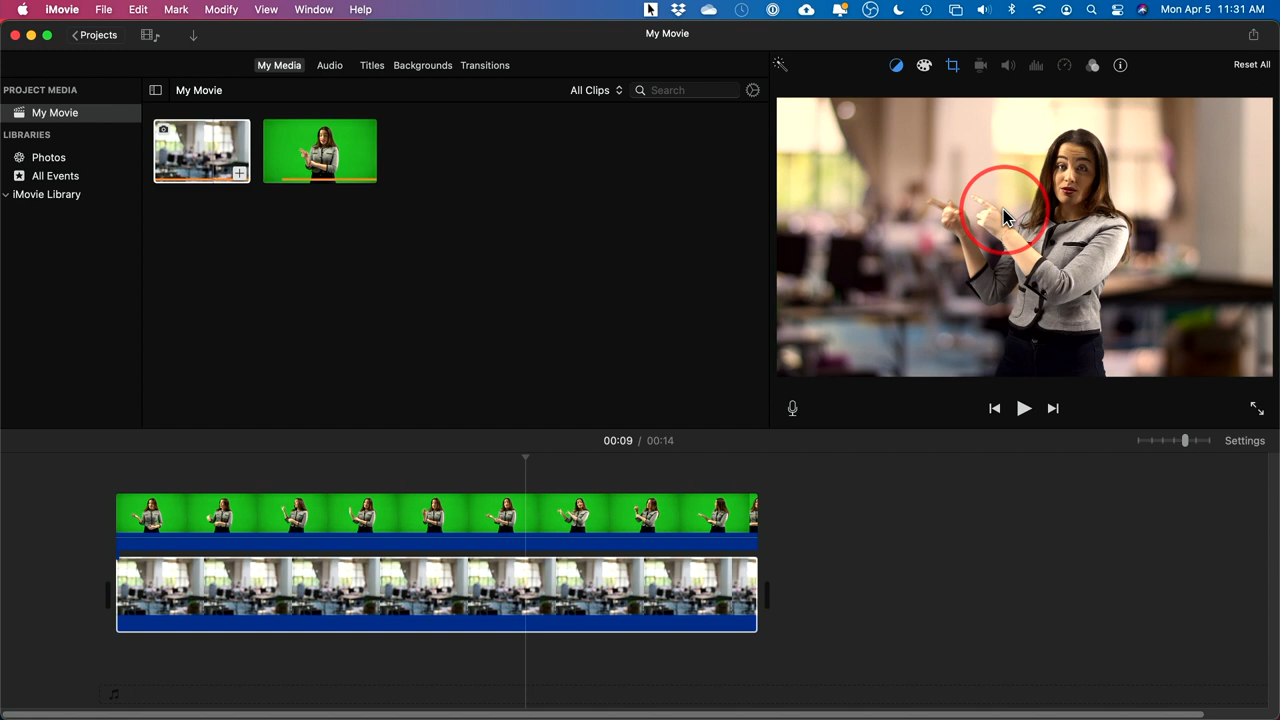 iMovie File Edit Mark Modify View Window Help Mon Apr 5 11:31 AM
Projects My Movie
My Media Audio Titles Backgrounds Transitions Reset All
PROJECT MEDIA
My Movie
LIBRARIES
Photos
All Events
iMovie Library
My Movie All Clips Search
00:09 / 00:14 Settings